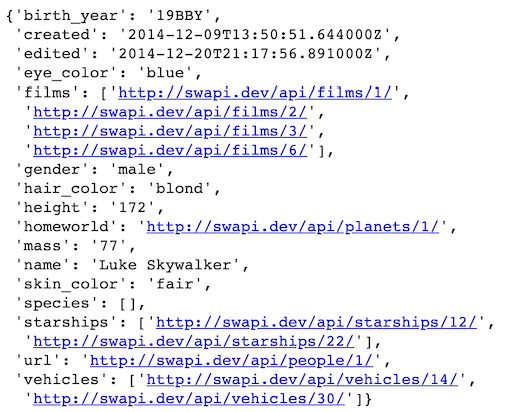 {'birth_year': '19BBY',
'created': '2014-12-09T13:50:51.644000Z',
'edited': '2014-12-20T21:17:56.891000Z',
'eye_color': 'blue',
'films': ['http://swapi.dev/api/films/1/',
'http://swapi.dev/api/films/2/',
'http://swapi.dev/api/films/3/',
'http://swapi.dev/api/films/6/'],
'gender': 'male',
'hair_color': 'blond',
'height': '172',
'homeworld': 'http://swapi.dev/api/planets/1/',
'mass': '77',
'name': 'Luke Skywalker',
'skin_color': 'fair',
'species': [],
'starships': ['http://swapi.dev/api/starships/12/',
'http://swapi.dev/api/starships/22/'],
'url': 'http://swapi.dev/api/people/1/',
'vehicles': ['http://swapi.dev/api/vehicles/14/',
'http://swapi.dev/api/vehicles/30/']}